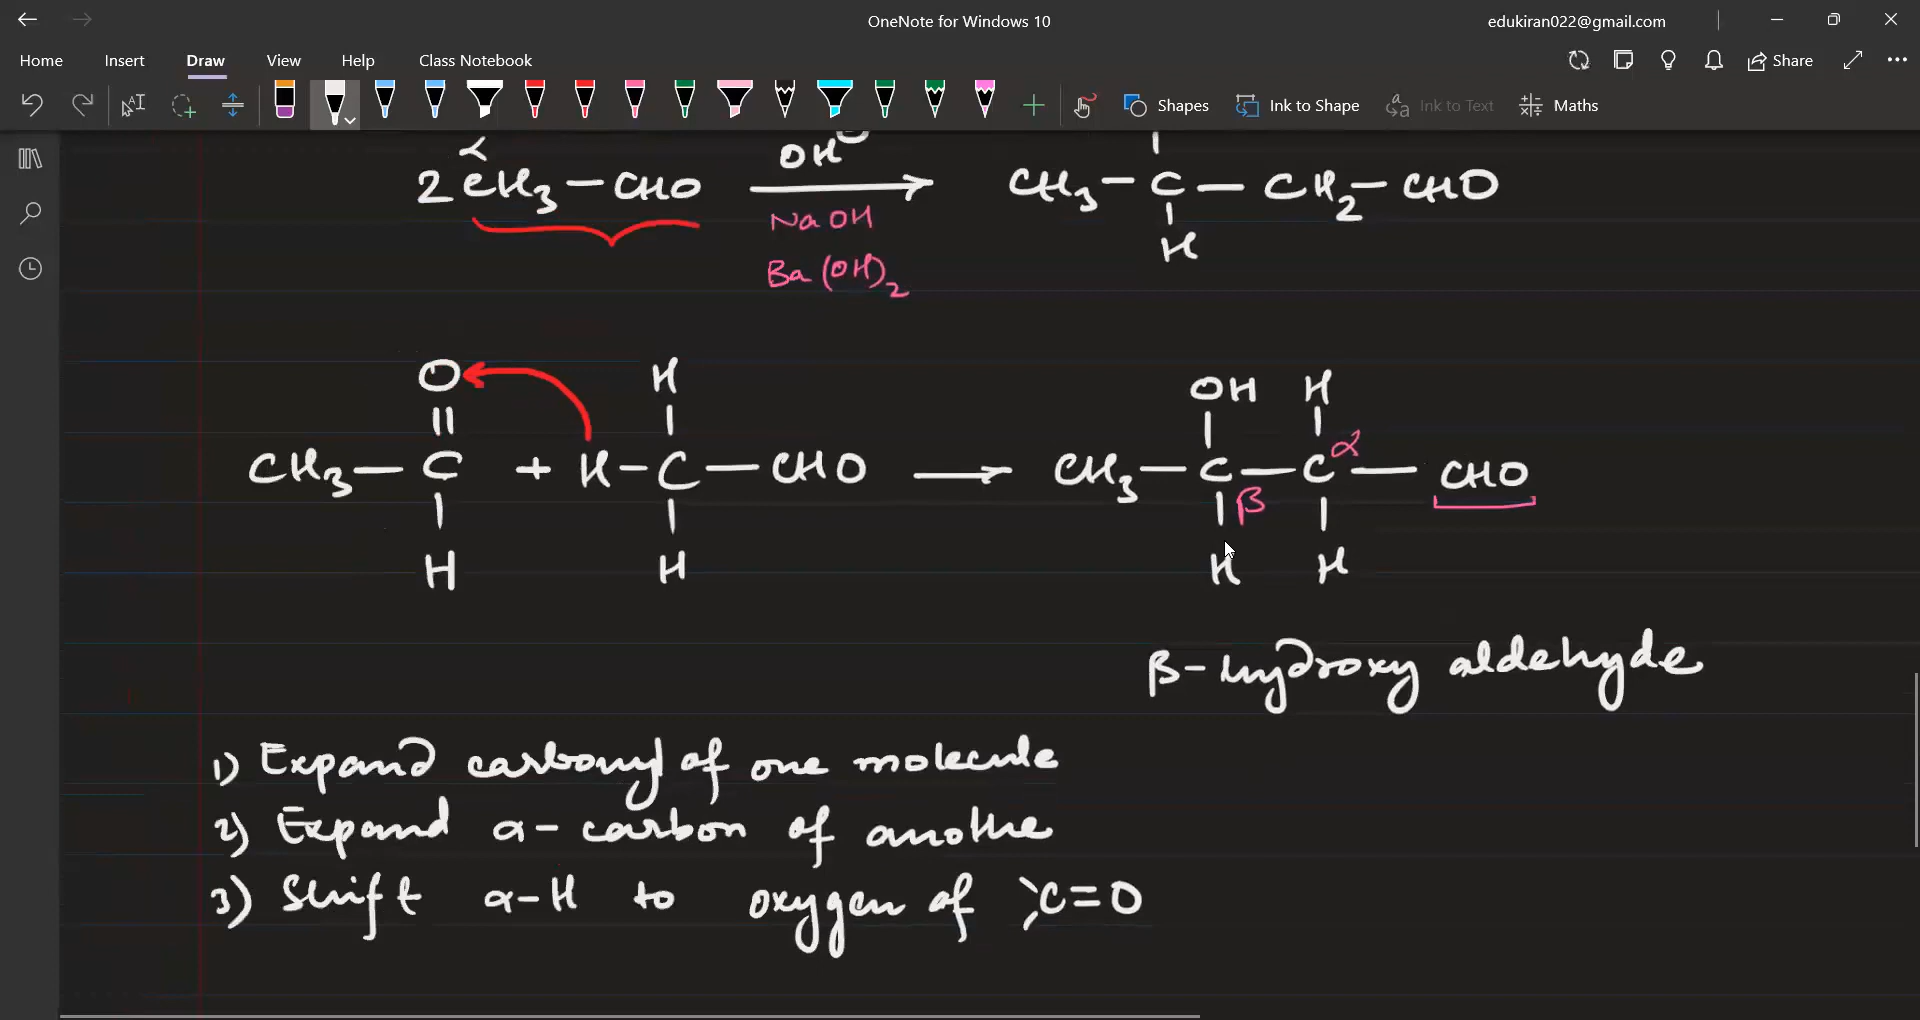 OneNote for Windows 10
edukiran022@gmail.com
Home Insert Draw View Help Class Notebook
Share
Shapes Ink to Shape Ink to Text Maths
α
OH⊖
2 CH3 — CHO ⟶ CH3 — C — CH2 — CHO
NaOH
H
Ba(OH)2
O H OH H
CH3 — C + H — C — CHO ⟶ CH3 — C — C — CHO
α
β
H H H H
β-hydroxy aldehyde
1) Expand carbonyl of one molecule
2) Expand α-carbon of anothe
3) Shift α-H to oxygen of >C=O